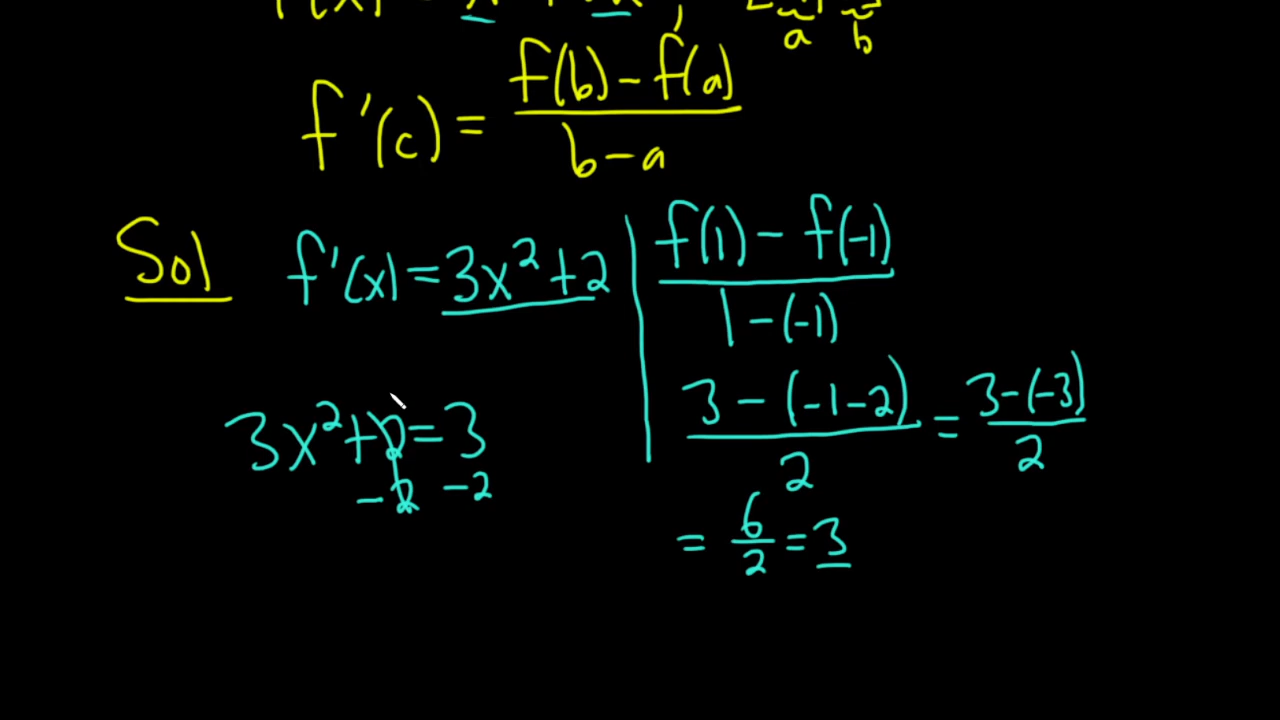 a b
f'(c) = f(b) - f(a) / b - a
Sol f'(x) = 3x² + 2
f(1) - f(-1) / 1 - (-1)
3x² + 2 = 3
-2 -2
3 - (-1 - 2) / 2 = 3 - (-3) / 2
= 6/2 = 3